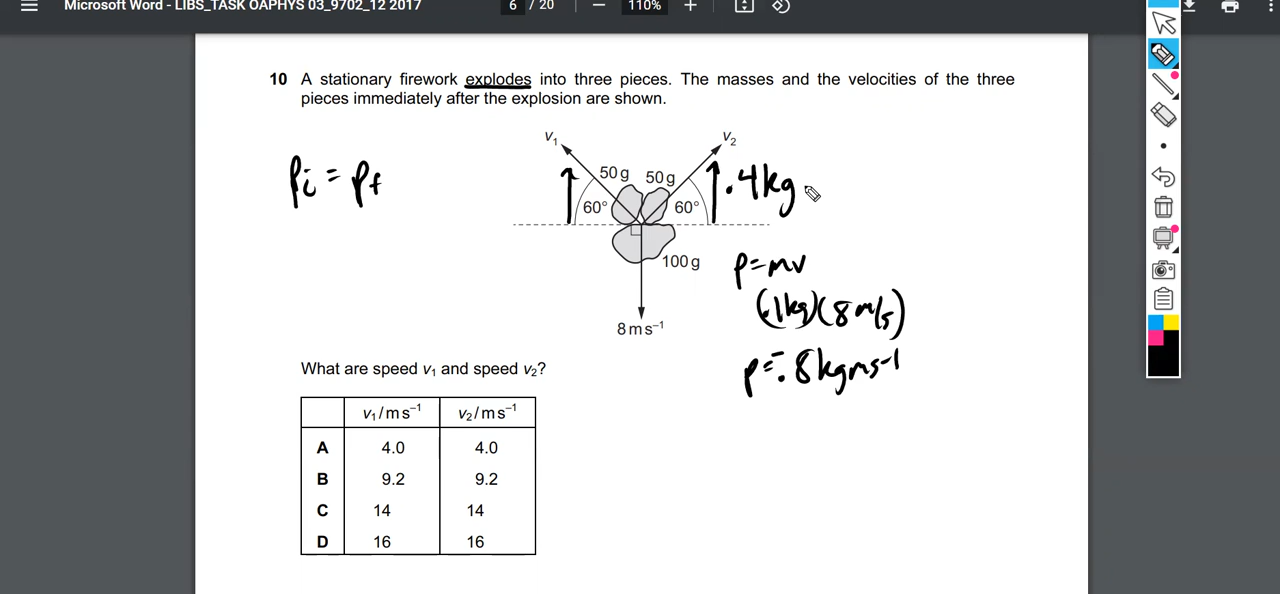 Microsoft Word - LIBS_TASK OAPHYS 03_9702_12 2017
6 / 20
110%
10 A stationary firework explodes into three pieces. The masses and the velocities of the three
pieces immediately after the explosion are shown.
v1
v2
50 g
50 g
60°
60°
100 g
8 m s–1
pi = pf
.4kg
p=mv
(.1kg)(8m/s)
p=-.8kgms-1
What are speed v1 and speed v2?
v1 / m s–1 v2 / m s–1
A 4.0 4.0
B 9.2 9.2
C 14 14
D 16 16